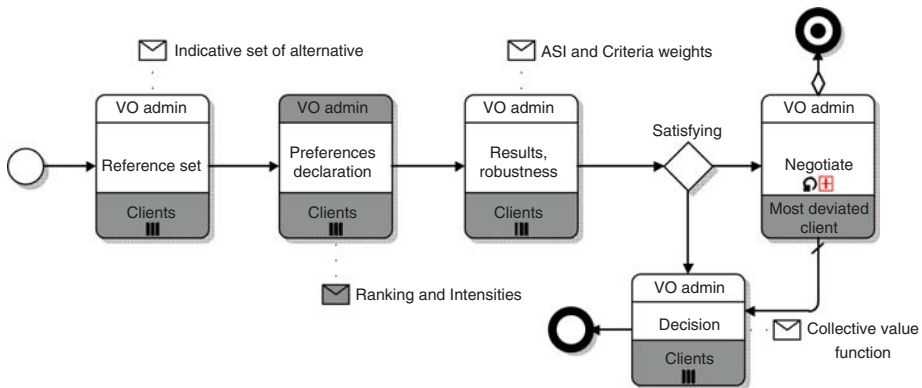 Indicative set of alternative
ASI and Criteria weights
VO admin
Reference set
Clients
VO admin
Preferences
declaration
Clients
Ranking and Intensities
VO admin
Results,
robustness
Clients
Satisfying
VO admin
Negotiate
Most deviated
client
VO admin
Decision
Clients
Collective value
function